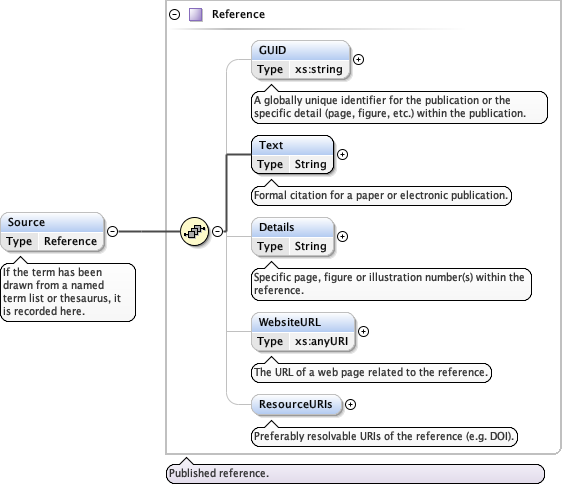 Reference
GUID
Type xs:string
A globally unique identifier for the publication or the
specific detail (page, figure, etc.) within the publication.
Text
Type String
Formal citation for a paper or electronic publication.
Source
Type Reference
If the term has been
drawn from a named
term list or thesaurus, it
is recorded here.
Details
Type String
Specific page, figure or illustration number(s) within the
reference.
WebsiteURL
Type xs:anyURI
The URL of a web page related to the reference.
ResourceURIs
Preferably resolvable URIs of the reference (e.g. DOI).
Published reference.